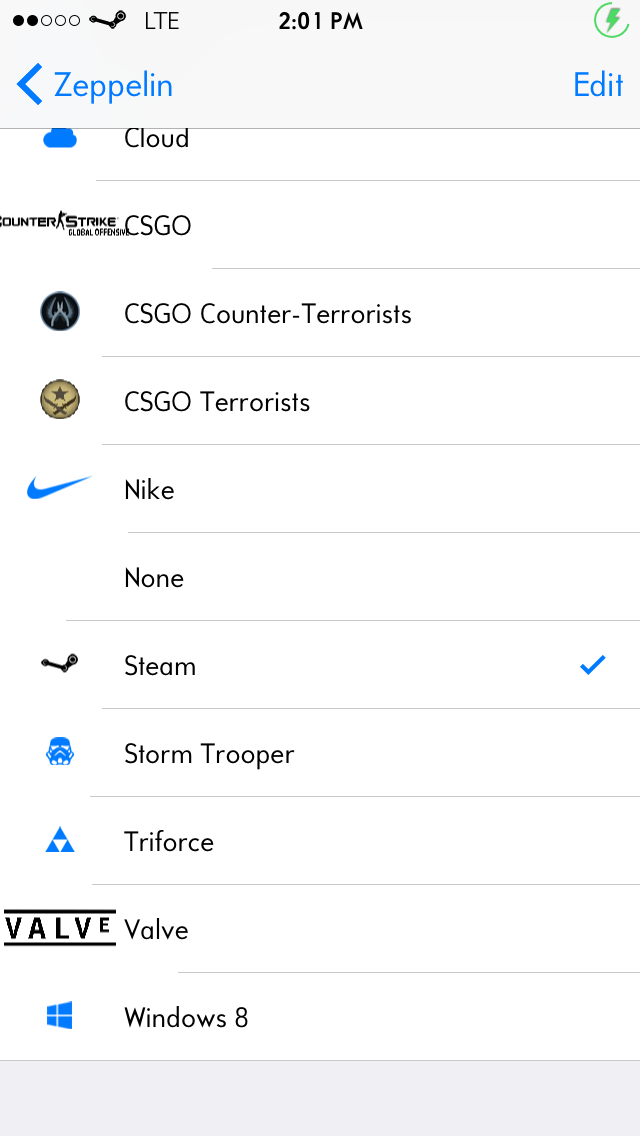 LTE 2:01 PM
Zeppelin Edit
Cloud
COUNTER STRIKE
GLOBAL OFFENSIVE
CSGO
CSGO Counter-Terrorists
CSGO Terrorists
Nike
None
Steam
Storm Trooper
Triforce
VALVE Valve
Windows 8